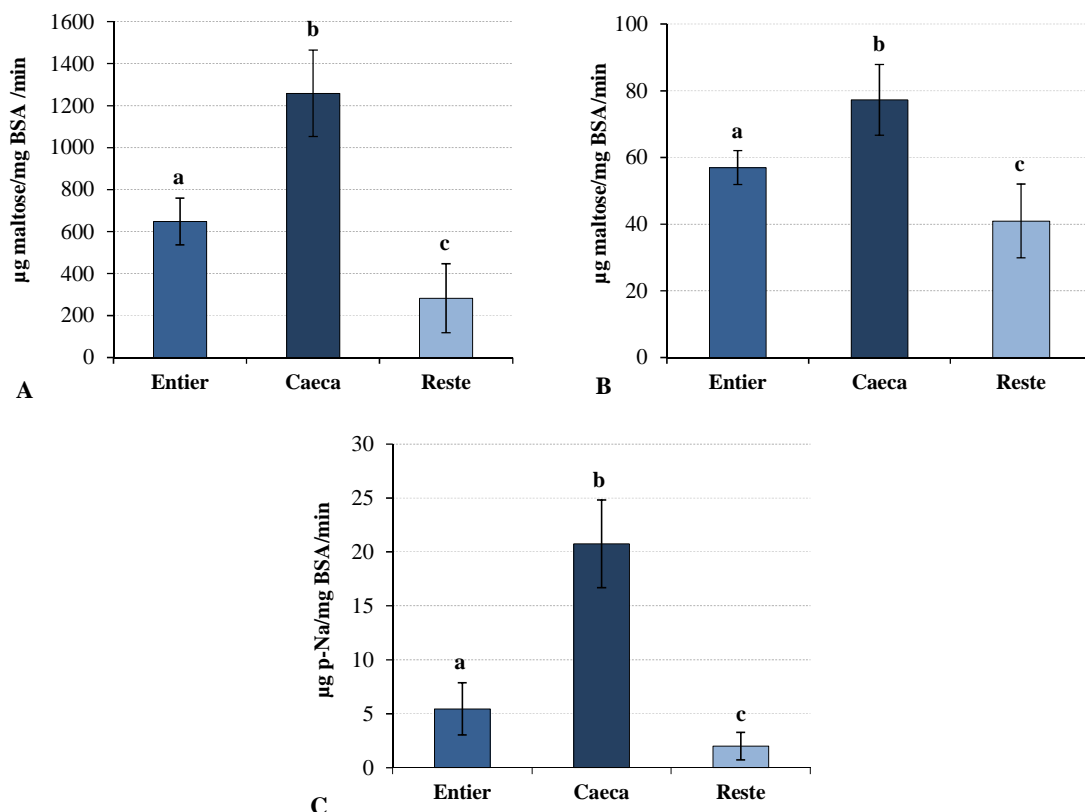 µg maltose/mg BSA /min
1600
1400
1200
1000
800
600
400
200
0
a
b
c
Entier
Caeca
Reste
A
µg maltose/mg BSA/min
100
80
60
40
20
0
a
b
c
Entier
Caeca
Reste
B
µg p-Na/mg BSA/min
30
25
20
15
10
5
0
a
b
c
Entier
Caeca
Reste
C